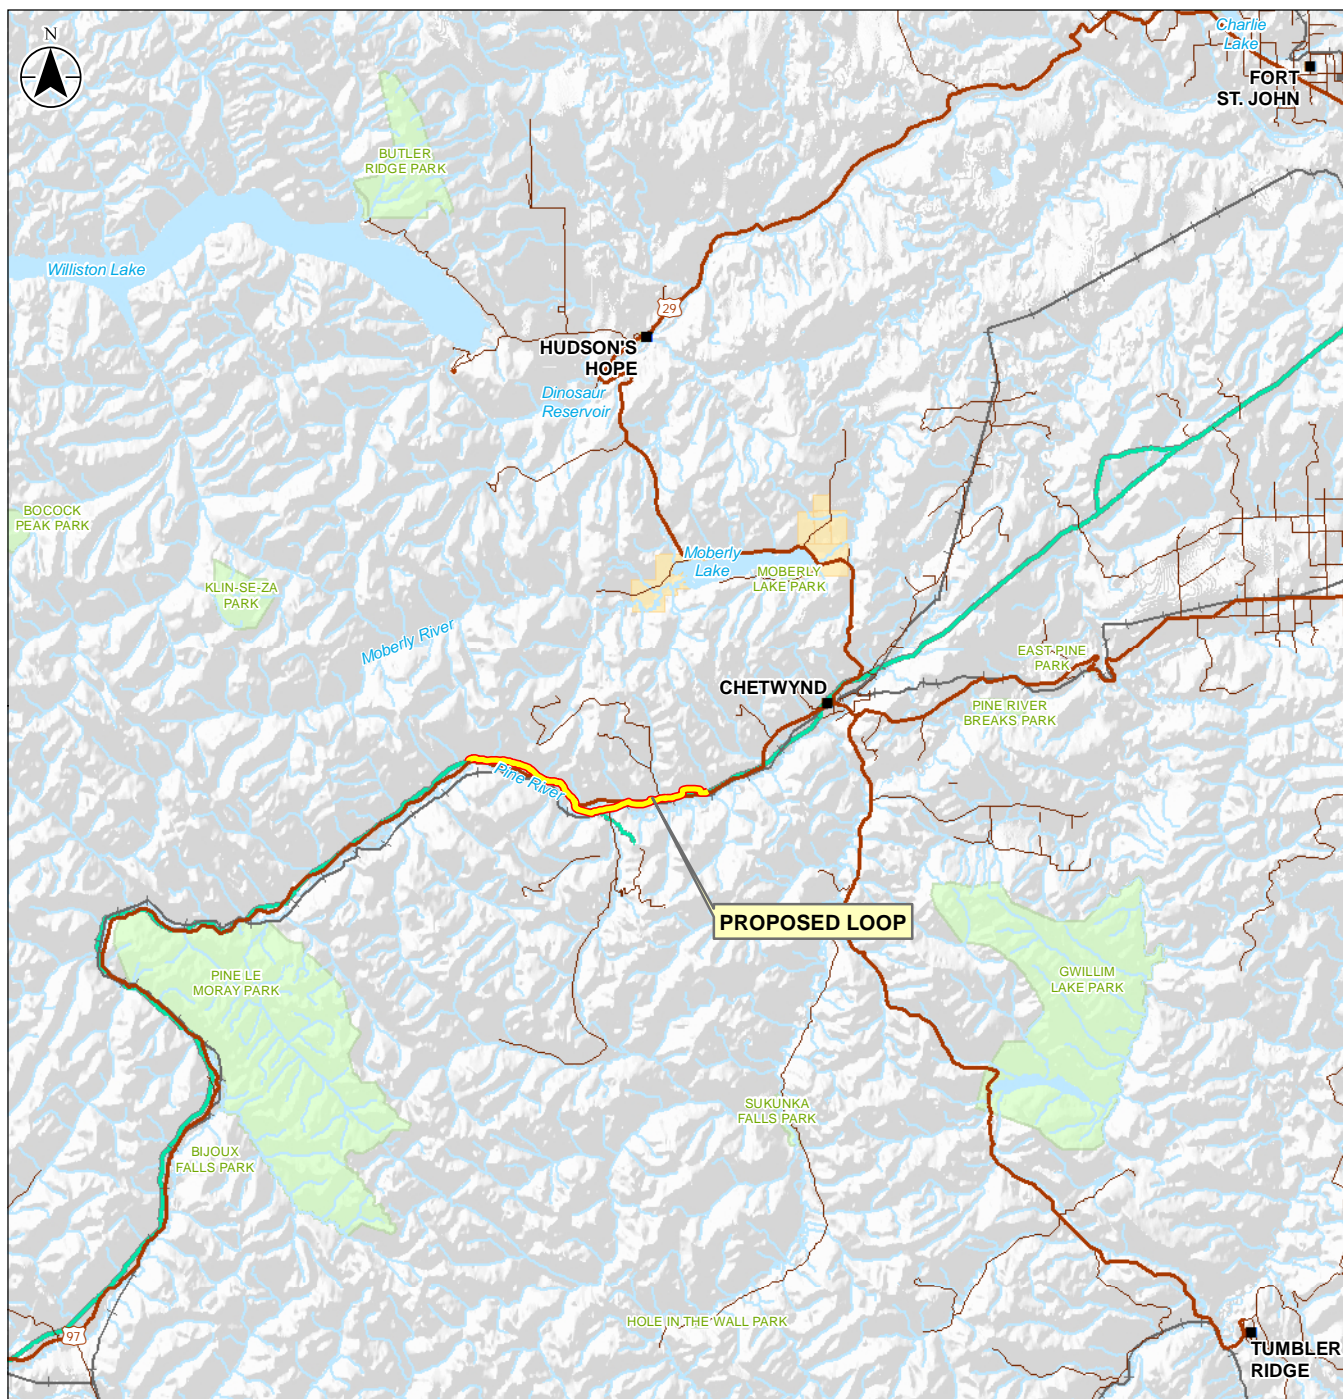 N
Charlie
Lake
FORT
ST. JOHN
BUTLER
RIDGE PARK
Williston Lake
29
HUDSON'S
HOPE
Dinosaur
Reservoir
BOCOCK
PEAK PARK
Moberly
Lake
MOBERLY
LAKE PARK
KLIN-SE-ZA
PARK
Moberly River
EAST PINE
PARK
CHETWYND
PINE RIVER
BREAKS PARK
Pine River
PROPOSED LOOP
PINE LE
MORAY PARK
GWILLIM
LAKE PARK
SUKUNKA
FALLS PARK
BIJOUX
FALLS PARK
HOLE IN THE WALL PARK
97
TUMBLER
RIDGE